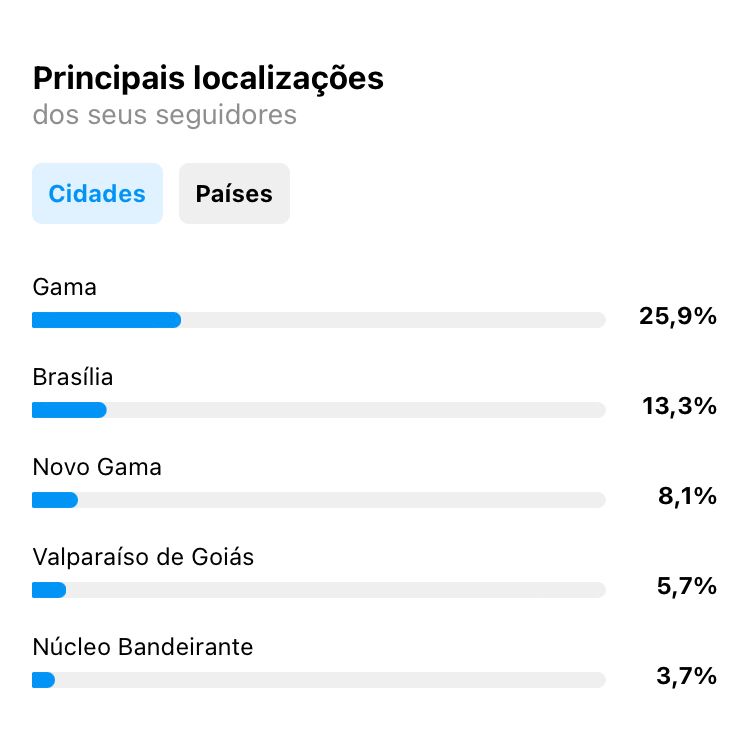 Principais localizações
dos seus seguidores
Cidades Países
Gama
25,9%
Brasília
13,3%
Novo Gama
8,1%
Valparaíso de Goiás
5,7%
Núcleo Bandeirante
3,7%